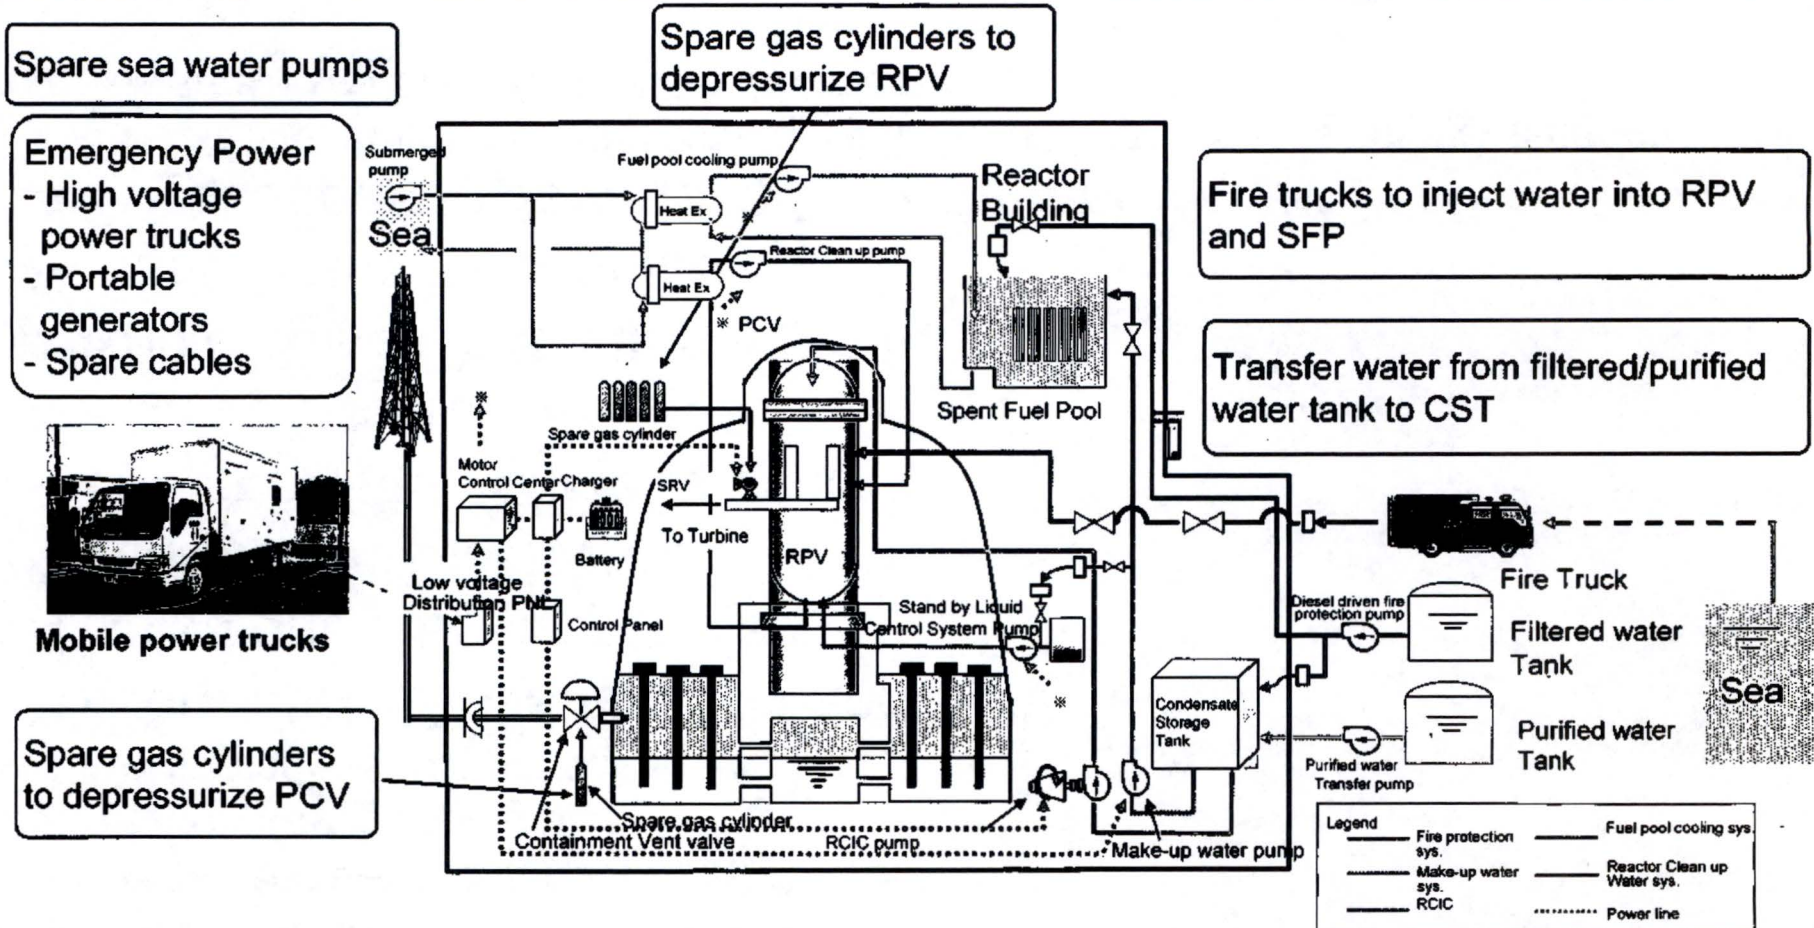 Spare sea water pumps
Spare gas cylinders to
depressurize RPV
Emergency Power
- High voltage
power trucks
- Portable
generators
- Spare cables
Submerged
pump
Sea
Fuel pool cooling pump
Heat Ex
※
Reactor Clean up pump
Heat Ex
※
PCV
Reactor
Building
Spent Fuel Pool
Fire trucks to inject water into RPV
and SFP
Transfer water from filtered/purified
water tank to CST
※
Spare gas cylinder
Motor
Control Center
Charger
Battery
SRV
To Turbine
RPV
Low voltage
Distribution PNL
Control Panel
Mobile power trucks
Stand by Liquid
Control System Pump
※
Fire Truck
Diesel driven fire
protection pump
Filtered water
Tank
Sea
Condensate
Storage
Tank
Purified water
Transfer pump
Purified water
Tank
Spare gas cylinders
to depressurize PCV
Spare gas cylinder
Containment Vent valve
RCIC pump
Make-up water pump
Legend
Fire protection
sys.
Make-up water
sys.
RCIC
Fuel pool cooling sys.
Reactor Clean up
Water sys.
Power line